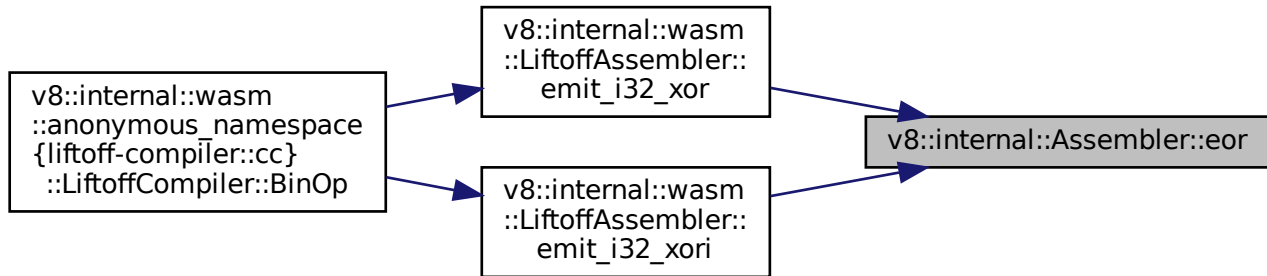 v8::internal::wasm
::anonymous_namespace
{liftoff-compiler::cc}
::LiftoffCompiler::BinOp
v8::internal::wasm
::LiftoffAssembler::
emit_i32_xor
v8::internal::wasm
::LiftoffAssembler::
emit_i32_xori
v8::internal::Assembler::eor